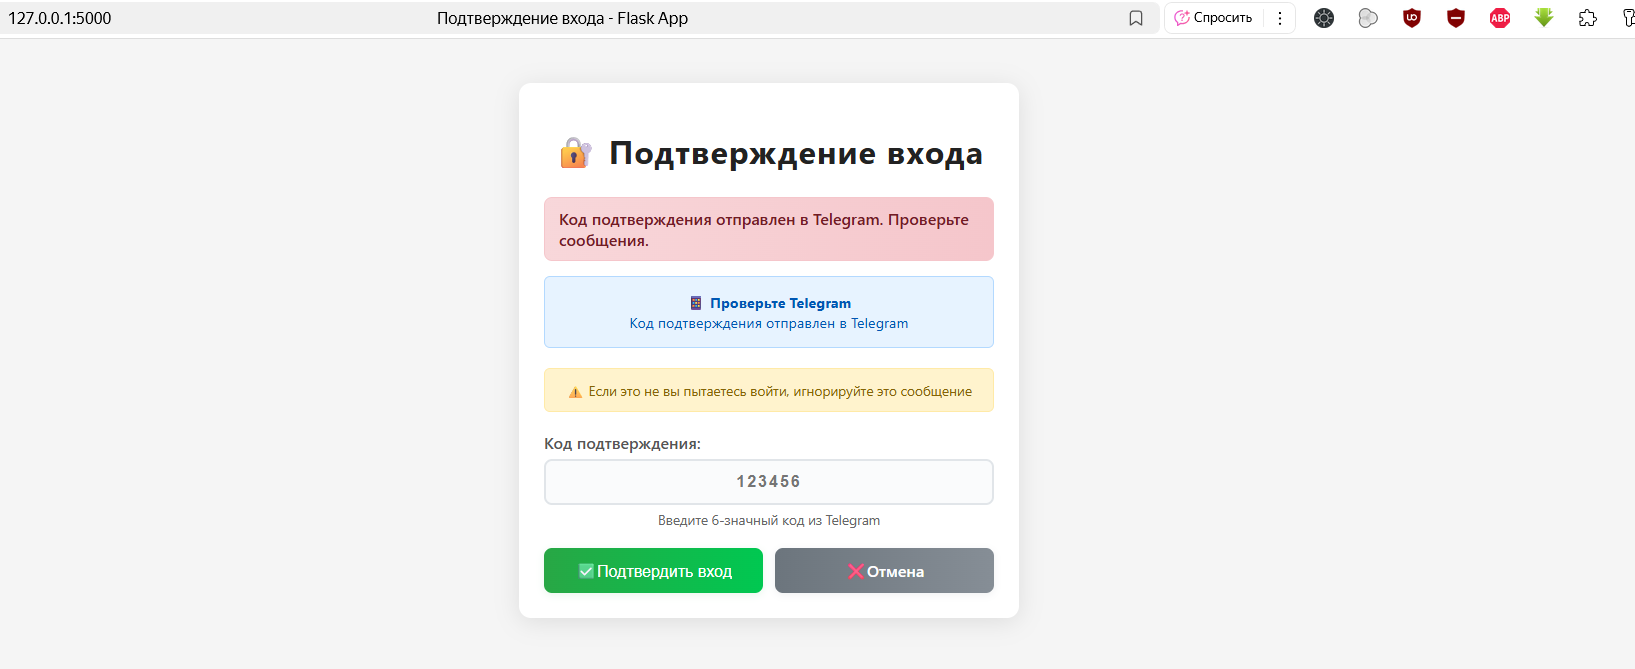 127.0.0.1:5000
Подтверждение входа - Flask App
Спросить
ABP
Подтверждение входа
Код подтверждения отправлен в Telegram. Проверьте
сообщения.
Проверьте Telegram
Код подтверждения отправлен в Telegram
Если это не вы пытаетесь войти, игнорируйте это сообщение
Код подтверждения:
123456
Введите 6-значный код из Telegram
Подтвердить вход
Отмена